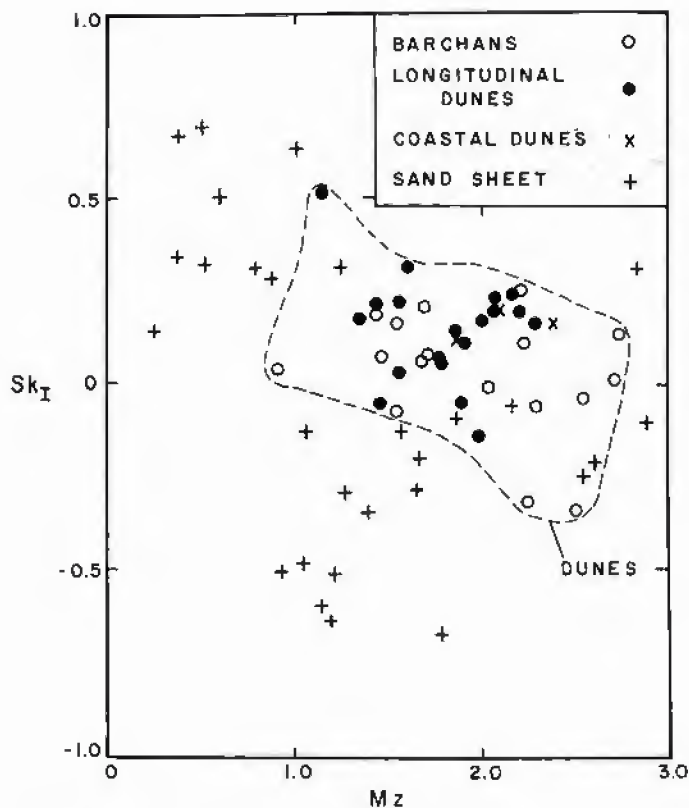 1.0
0.5
0
-0.5
-1.0
Sk_I
BARCHANS
LONGITUDINAL
DUNES
COASTAL DUNES x
SAND SHEET +
DUNES
0 1.0 2.0 3.0
Mz